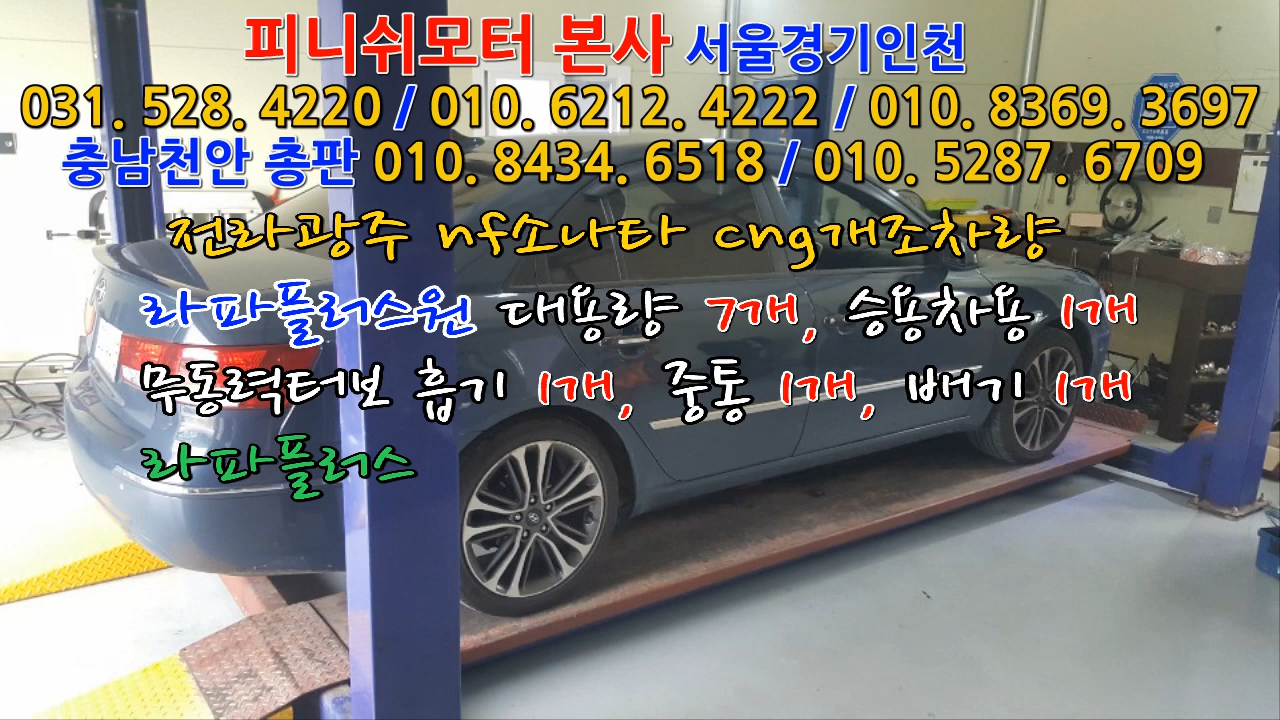 피니쉬모터 본사 서울경기인천
031. 528. 4220 / 010. 6212. 4222 / 010. 8369. 3697
충남천안 총판 010. 8434. 6518 / 010. 5287. 6709
전라광주 nf소나타 cng개조차량
라파플러스원 대용량 7개, 승용차용 1개
무동력터보 흡기 1개, 중통 1개, 배기 1개
라파플러스